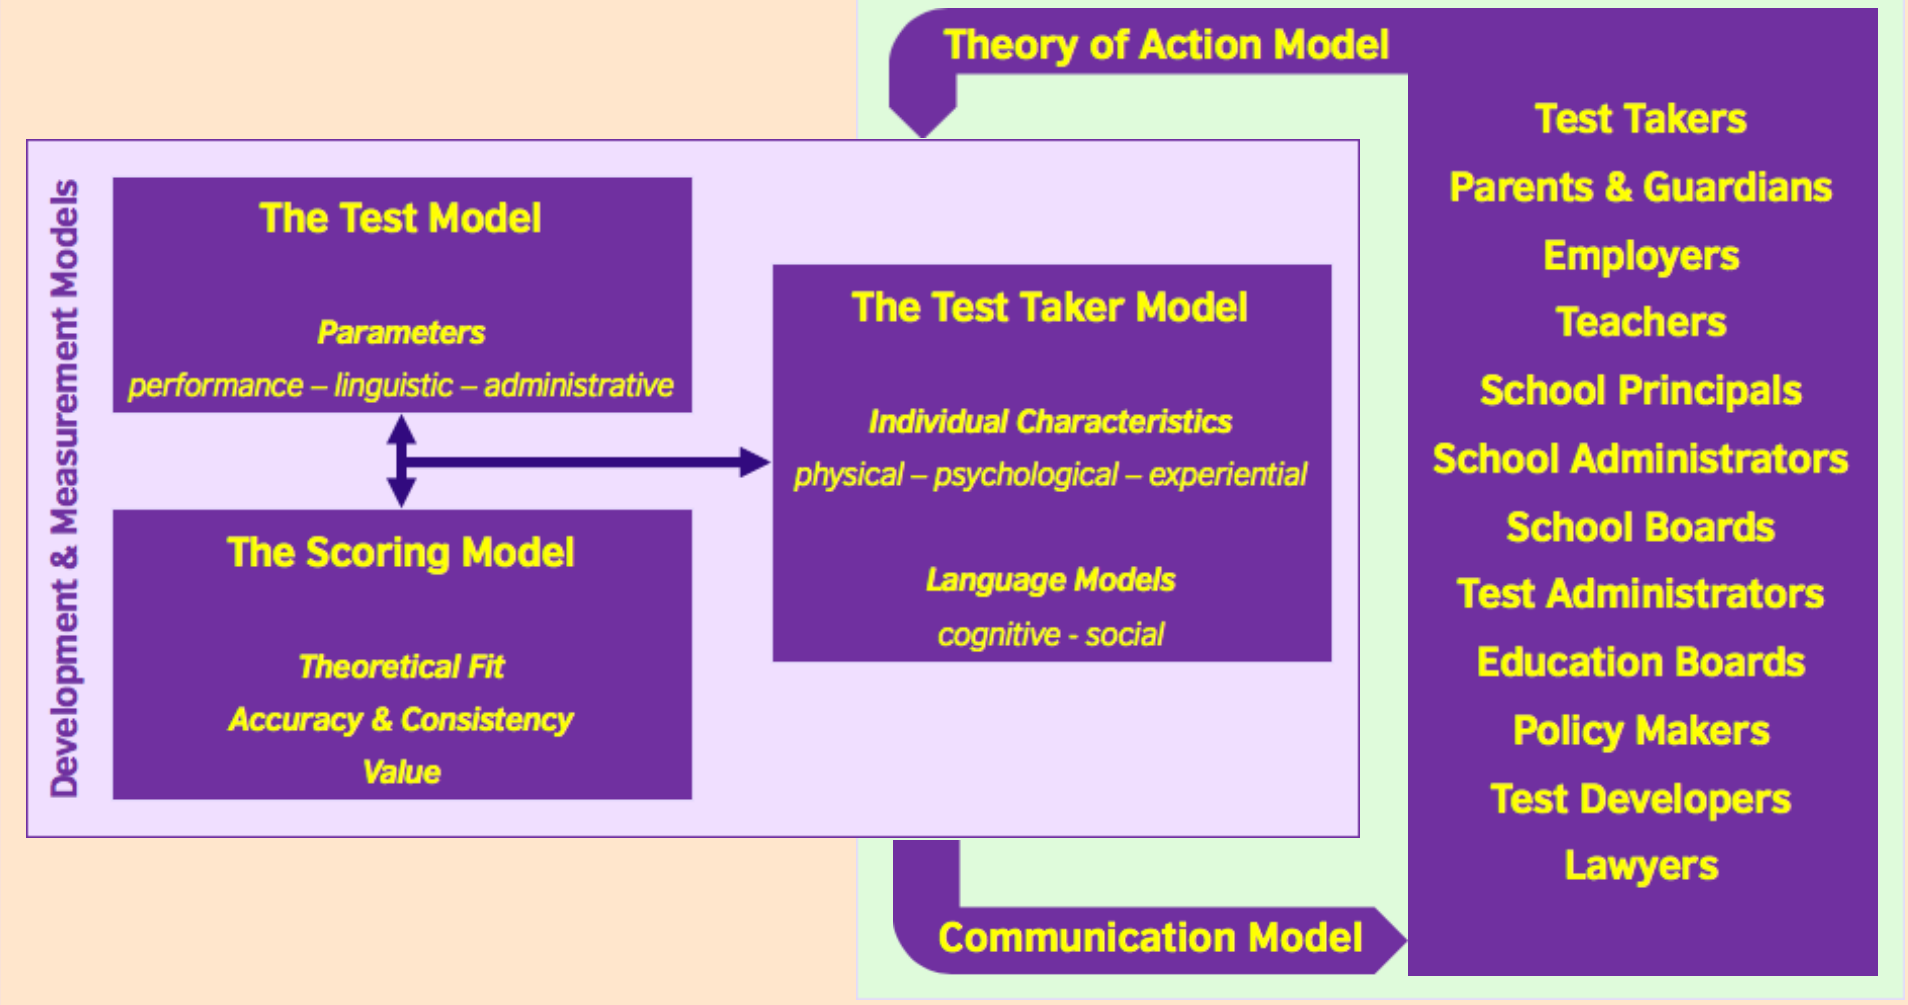 Theory of Action Model
Development & Measurement Models
The Test Model
Parameters
performance – linguistic – administrative
The Scoring Model
Theoretical Fit
Accuracy & Consistency
Value
The Test Taker Model
Individual Characteristics
physical – psychological – experiential
Language Models
cognitive - social
Communication Model
Test Takers
Parents & Guardians
Employers
Teachers
School Principals
School Administrators
School Boards
Test Administrators
Education Boards
Policy Makers
Test Developers
Lawyers